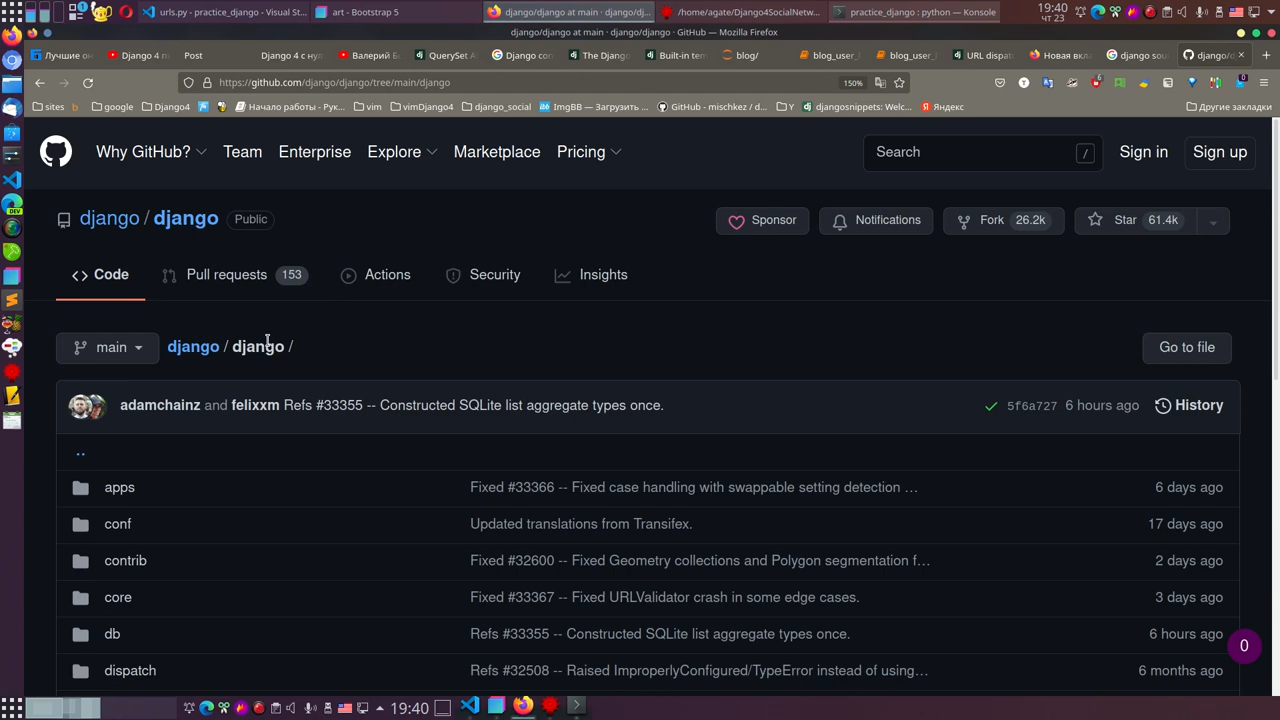 urls.py - practice_django - Visual St...
art - Bootstrap 5
django/django at main · django/dj...
/home/agate/Django4SocialNetw...
practice_django : python — Konsole
19:40
чт 23
django/django at main · django/django · GitHub — Mozilla Firefox
Лучшие он
Django 4 п
Post
Django 4 м
Валерий Бо
QuerySet A
Django con
The Djang
Built-in tem
blog/
blog_user_l
blog_user_l
URL dispat
Новая вкл
django sou
django/d
https://github.com/django/django/tree/main/django
150%
sites
google
Django4
Начало работы - Рук...
vim
vimDjango4
django_social
ImgBB — Загрузить ...
GitHub - mischkez / d...
Y
djangosnippets: Welc...
Яндекс
Другие закладки
Why GitHub?
Team
Enterprise
Explore
Marketplace
Pricing
Search
/
Sign in
Sign up
django / django
Public
Sponsor
Notifications
Fork 26.2k
Star 61.4k
Code
Pull requests 153
Actions
Security
Insights
main
django / django /
Go to file
adamchainz and felixxm Refs #33355 -- Constructed SQLite list aggregate types once.
5f6a727 6 hours ago
History
..
apps
Fixed #33366 -- Fixed case handling with swappable setting detection …
6 days ago
conf
Updated translations from Transifex.
17 days ago
contrib
Fixed #32600 -- Fixed Geometry collections and Polygon segmentation f…
2 days ago
core
Fixed #33367 -- Fixed URLValidator crash in some edge cases.
3 days ago
db
Refs #33355 -- Constructed SQLite list aggregate types once.
6 hours ago
dispatch
Refs #32508 -- Raised ImproperlyConfigured/TypeError instead of using…
6 months ago
0
19:40